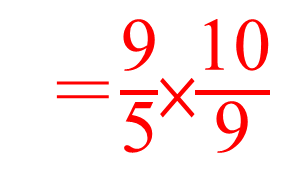 = 9/5 × 10/9